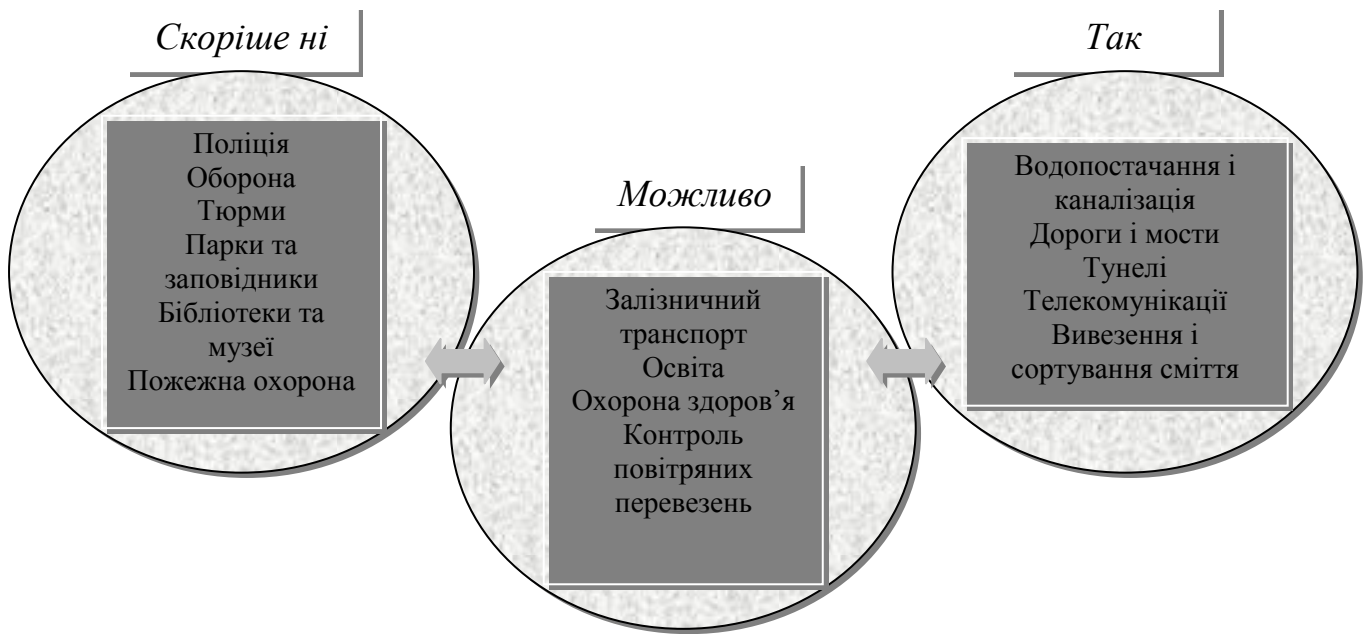 Скоріше ні
Поліція
Оборона
Тюрми
Парки та
заповідники
Бібліотеки та
музеї
Пожежна охорона
Можливо
Залізничний
транспорт
Освіта
Охорона здоров’я
Контроль
повітряних
перевезень
Так
Водопостачання і
каналізація
Дороги і мости
Тунелі
Телекомунікації
Вивезення і
сортування сміття